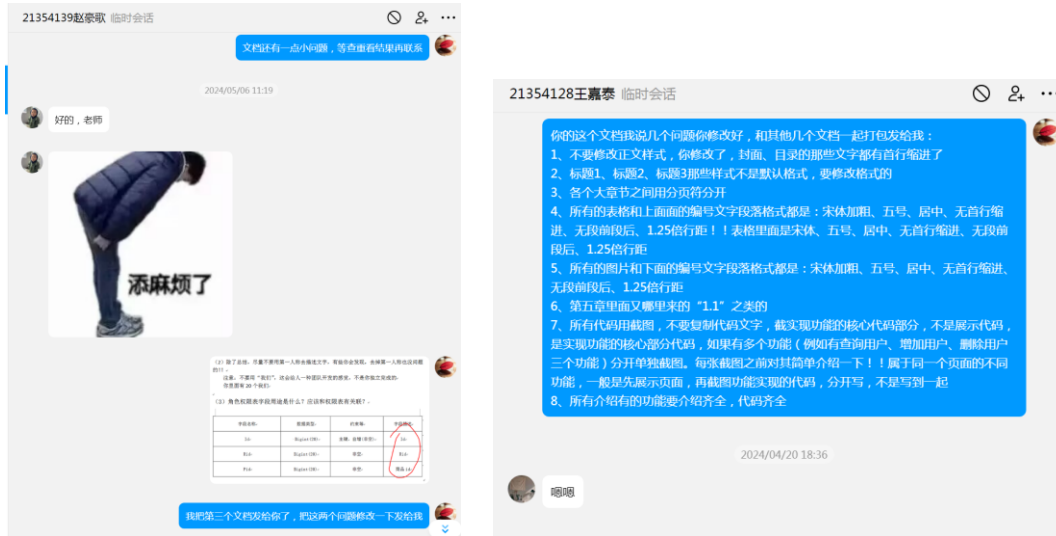 21354139赵豪歌 临时会话
文档还有一点小问题，等查重看结果再联系
2024/05/06 11:19
好的，老师
添麻烦了
（2）角色权限表字段用途是什么？应该和权限表有关联？
我把第三个文档发给你了，把这两个问题修改一下发给我
21354128王嘉泰 临时会话
你的这个文档我说几个问题你修改好，和其他几个文档一起打包发给我：
1、不要修改正文样式，你修改了，封面、目录的那些文字都有首行缩进了
2、标题1、标题2、标题3那些样式不是默认格式，要修改格式的
3、各个大章节之间用分页符分开
4、所有的表格和上面面的编号文字段落格式都是：宋体加粗、五号、居中、无首行缩
进、无段前段后、1.25倍行距！！表格里面是宋体、五号、居中、无首行缩进、无段前
段后、1.25倍行距
5、所有的图片和下面的编号文字段落格式都是：宋体加粗、五号、居中、无首行缩进、
无段前段后、1.25倍行距
6、第五章里面又哪里来的“1.1”之类的
7、所有代码用截图，不要复制代码文字，截实现功能的核心代码部分，不是展示代码，
是实现功能的核心部分代码，如果有多个功能（例如有查询用户、增加用户、删除用户
三个功能）分开单独截图。每张截图之前对其简单介绍一下！！属于同一个页面的不同
功能，一般是先展示页面，再截图功能实现的代码，分开写，不是写到一起
8、所有介绍有的功能要介绍齐全，代码齐全
2024/04/20 18:36
嗯嗯